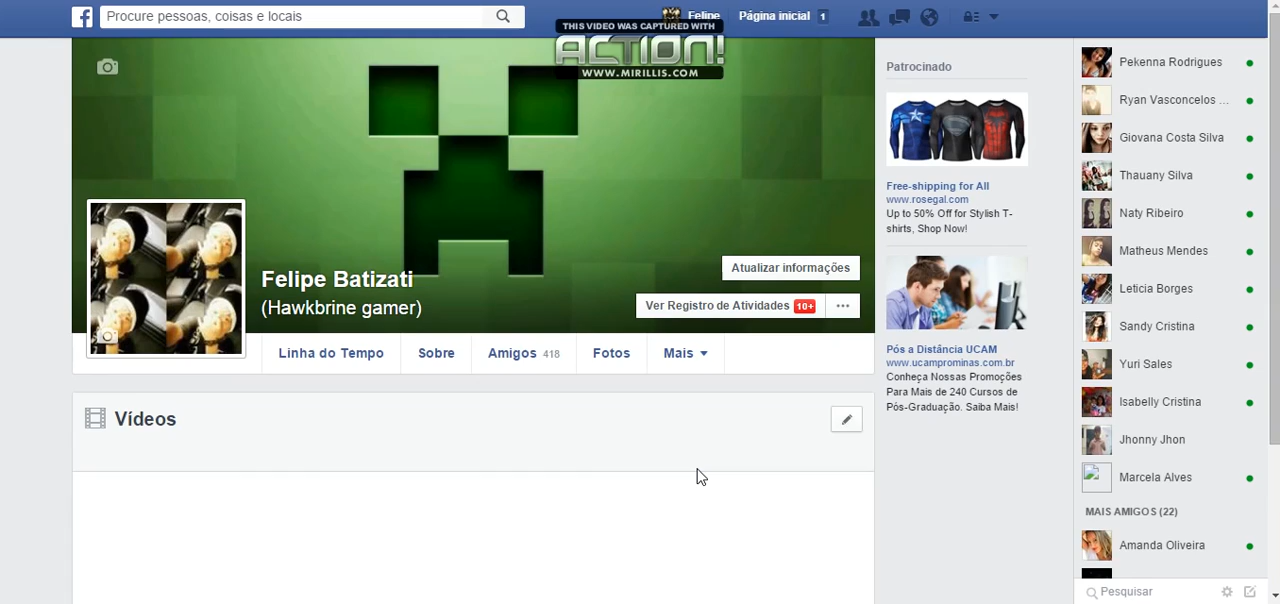 f
Procure pessoas, coisas e locais
Felipe
Página inicial 1
THIS VIDEO WAS CAPTURED WITH
ACTION!
WWW.MIRILLIS.COM
Felipe Batizati
(Hawkbrine gamer)
Atualizar informações
Ver Registro de Atividades 10+
...
Linha do Tempo
Sobre
Amigos 418
Fotos
Mais
Vídeos
Patrocinado
Free-shipping for All
www.rosegal.com
Up to 50% Off for Stylish T-
shirts, Shop Now!
Pós a Distância UCAM
www.ucamprominas.com.br
Conheça Nossas Promoções
Para Mais de 240 Cursos de
Pós-Graduação. Saiba Mais!
Pekenna Rodrigues
Ryan Vasconcelos ...
Giovana Costa Silva
Thauany Silva
Naty Ribeiro
Matheus Mendes
Leticia Borges
Sandy Cristina
Yuri Sales
Isabelly Cristina
Jhonny Jhon
Marcela Alves
MAIS AMIGOS (22)
Amanda Oliveira
Pesquisar